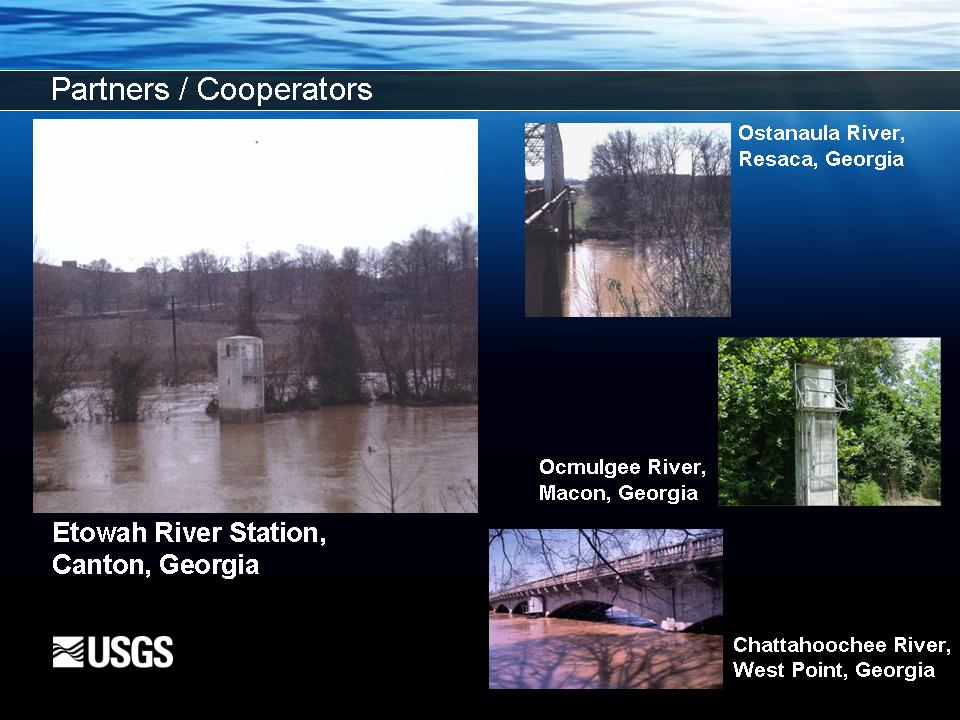 Partners / Cooperators
Ostanaula River,
Resaca, Georgia
Ocmulgee River,
Macon, Georgia
Etowah River Station,
Canton, Georgia
USGS
Chattahoochee River,
West Point, Georgia